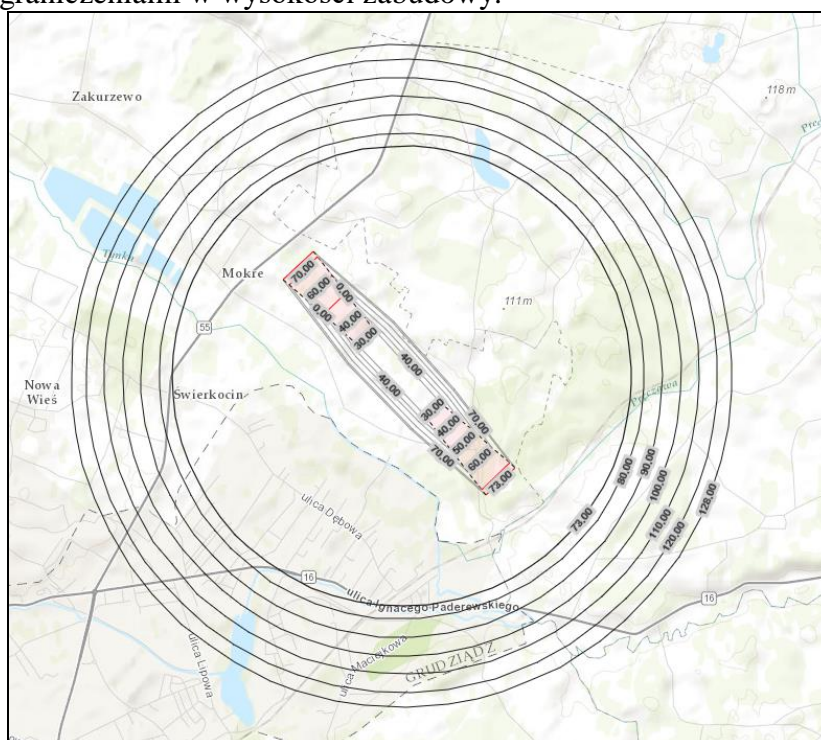 graniczeniami w wysokości zabudowy.
Zakurzewo
118 m
Tynka
Mokre
70,00
0,00
60,00
0,00
40,00
30,00
111 m
55
40,00
40,00
Nowa
Wieś
Świerkocin
Pręczawa
30,00
70,00
40,00
50,00
70,00
60,00
73,00
80,00
90,00
100,00
128,00
73,00
110,00
120,00
ulica Dębowa
16
ulica Ignacego Paderewskiego
16
ulica Lipowa
ulica Maciejkowa
GRUDZIĄDZ